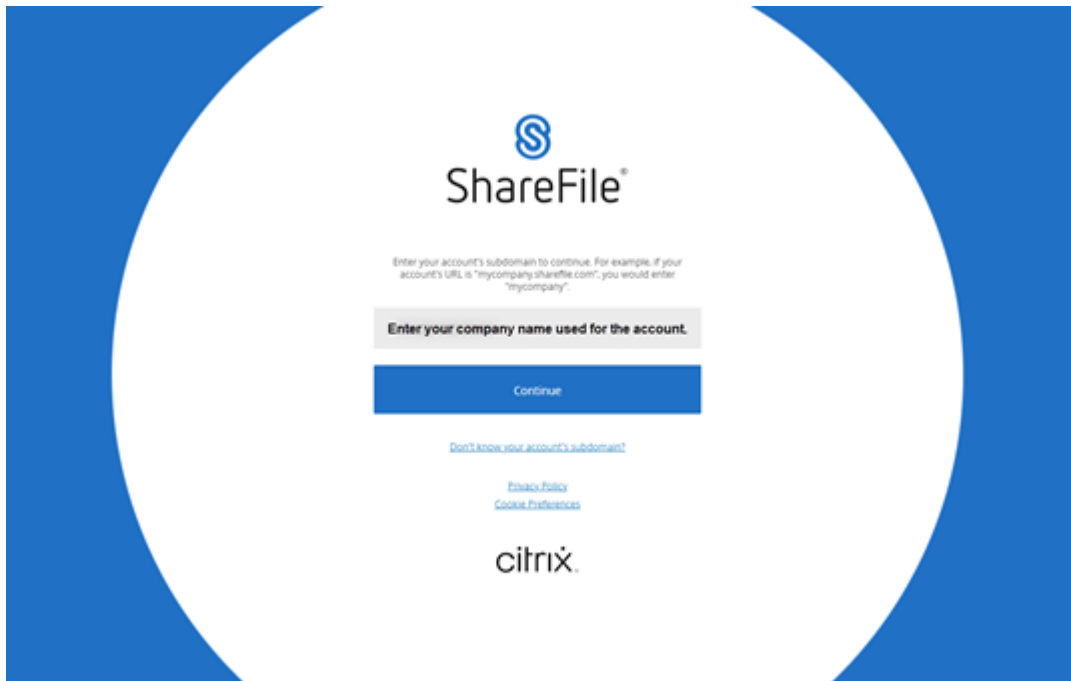 ShareFile®
Enter your account's subdomain to continue. For example, if your
account's URL is "mycompany.sharefile.com", you would enter
"mycompany".
Enter your company name used for the account.
Continue
Don't know your account's subdomain?
Privacy Policy
Cookie Preferences
citrix.